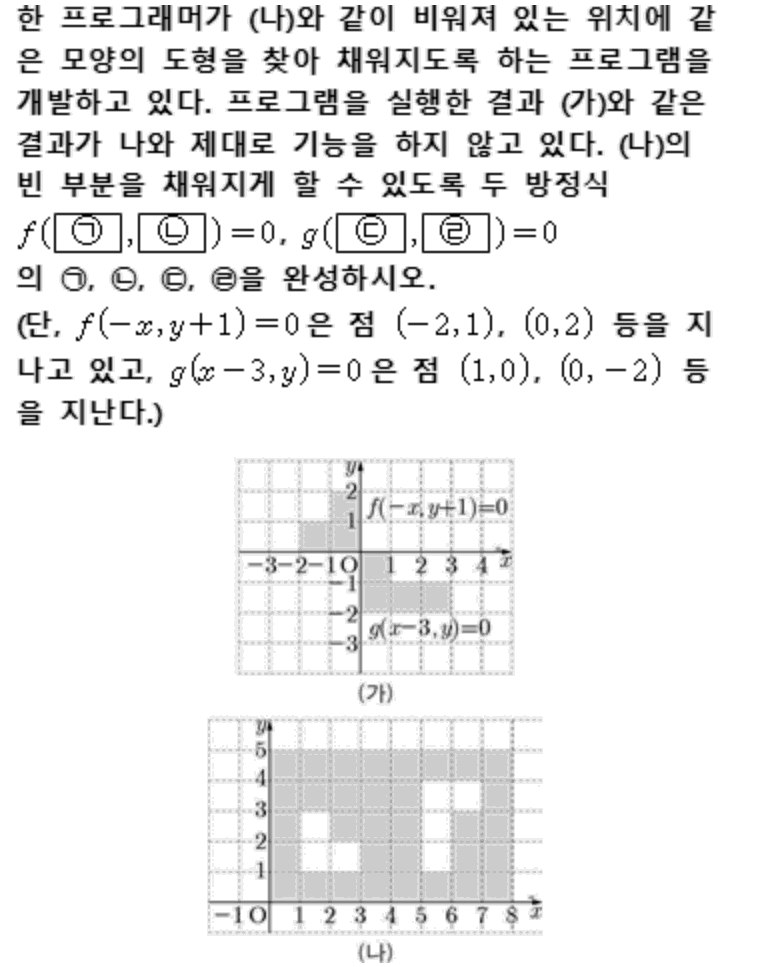 한 프로그래머가 (나)와 같이 비워져 있는 위치에 같
은 모양의 도형을 찾아 채워지도록 하는 프로그램을
개발하고 있다. 프로그램을 실행한 결과 (가)와 같은
결과가 나와 제대로 기능을 하지 않고 있다. (나)의
빈 부분을 채워지게 할 수 있도록 두 방정식
f(㉠,㉡)=0, g(㉢,㉣)=0
의 ㉠, ㉡, ㉢, ㉣을 완성하시오.
(단, f(−x,y+1)=0은 점 (−2,1), (0,2) 등을 지
나고 있고, g(x−3,y)=0은 점 (1,0), (0,−2) 등
을 지난다.)
y
2
f(−x,y+1)=0
1
−3−2−1O 1 2 3 4 x
−1
−2
g(x−3,y)=0
−3
(가)
y
5
4
3
2
1
−1O 1 2 3 4 5 6 7 8 x
(나)